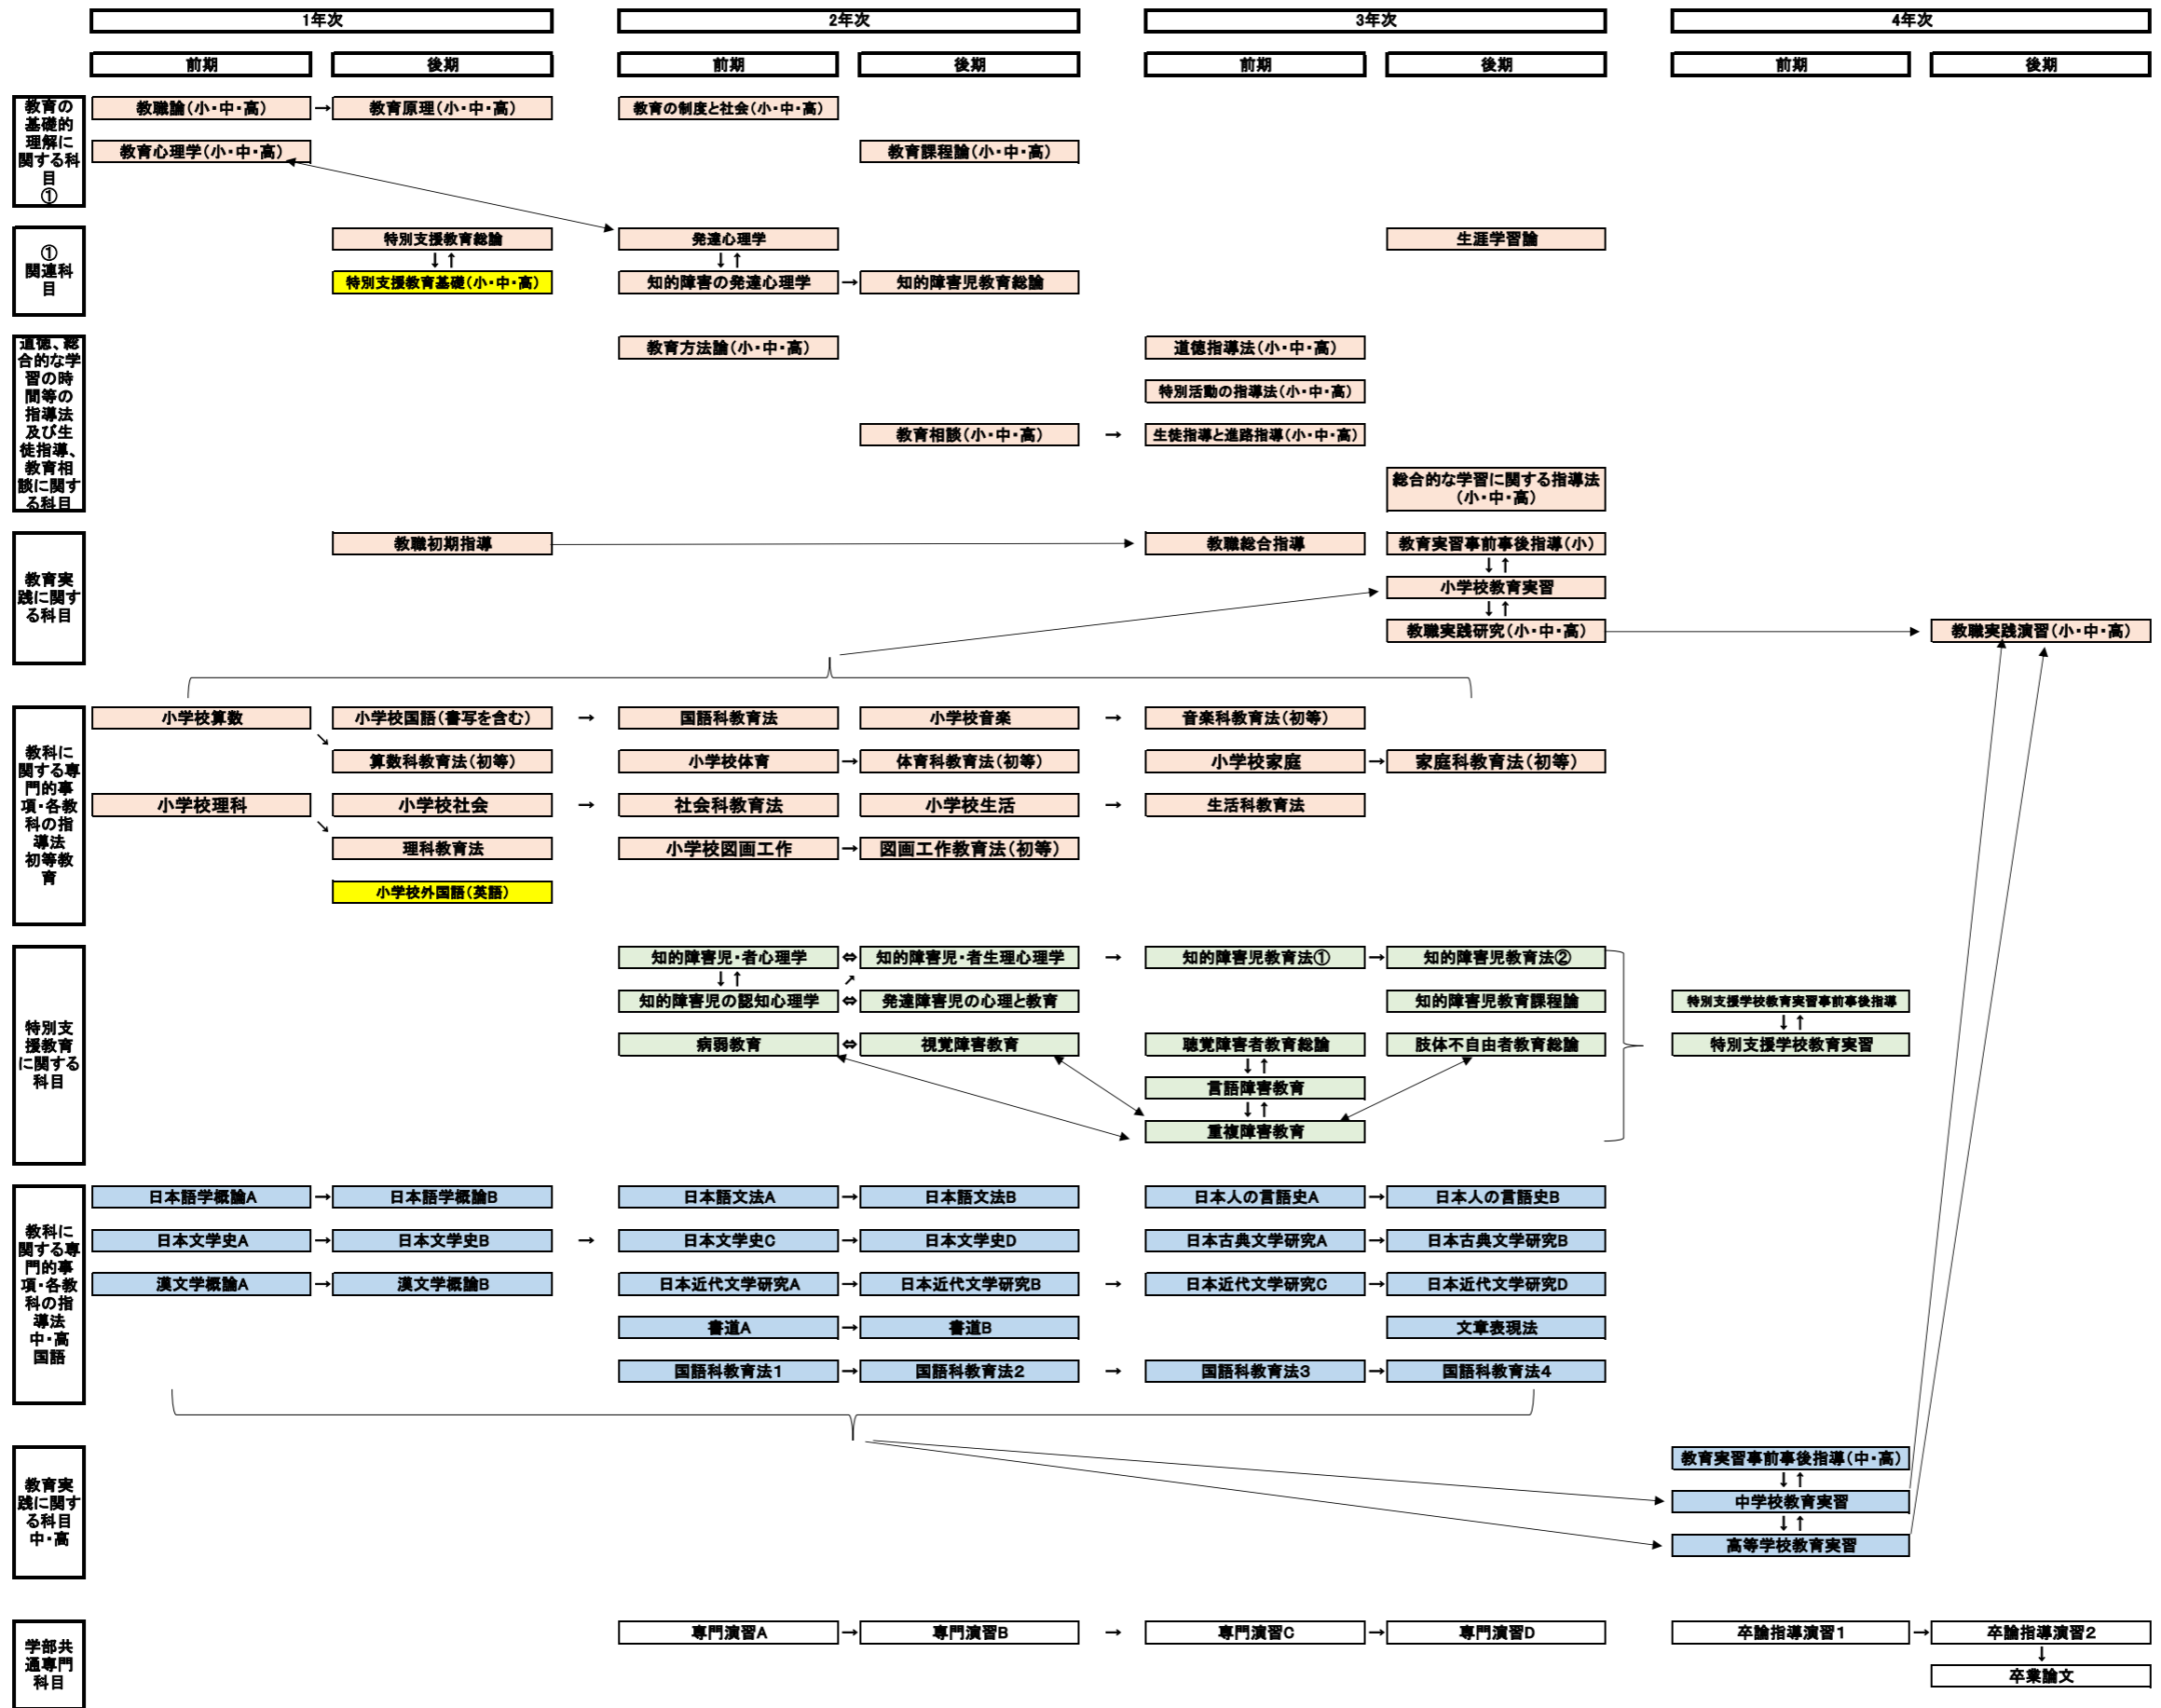 1年次 2年次 3年次 4年次
前期 後期 前期 後期 前期 後期 前期 後期
教育の
基礎的
理解に
関する科
目
①
教職論(小・中・高) → 教育原理(小・中・高) 教育の制度と社会(小・中・高)
教育心理学(小・中・高) 教育課程論(小・中・高)
①
関連科
目
特別支援教育総論 発達心理学 生涯学習論
↓↑ ↓↑
特別支援教育基礎(小・中・高) 知的障害の発達心理学 → 知的障害児教育総論
道徳、総
合的な学
習の時
間等の
指導法
及び生
徒指導、
教育相
談に関す
る科目
教育方法論(小・中・高) 道徳指導法(小・中・高)
特別活動の指導法(小・中・高)
教育相談(小・中・高) → 生徒指導と進路指導(小・中・高)
総合的な学習に関する指導法
(小・中・高)
教育実
践に関す
る科目
教職初期指導 教職総合指導 教育実習事前事後指導(小)
↓↑
小学校教育実習
↓↑
教職実践研究(小・中・高) 教職実践演習(小・中・高)
教科に
関する専
門的事
項・各教
科の指
導法
初等教
育
小学校算数 小学校国語(書写を含む) → 国語科教育法 小学校音楽 → 音楽科教育法(初等)
↘
算数科教育法(初等) 小学校体育 → 体育科教育法(初等) 小学校家庭 → 家庭科教育法(初等)
小学校理科 小学校社会 → 社会科教育法 小学校生活 → 生活科教育法
↘
理科教育法 小学校図画工作 → 図画工作教育法(初等)
小学校外国語(英語)
特別支
援教育
に関する
科目
知的障害児・者心理学 ⇔ 知的障害児・者生理心理学 → 知的障害児教育法① → 知的障害児教育法②
↓↑ ↗
知的障害児の認知心理学 ⇔ 発達障害児の心理と教育 知的障害児教育課程論 特別支援学校教育実習事前事後指導
↓↑
病弱教育 ⇔ 視覚障害教育 聴覚障害者教育総論 肢体不自由者教育総論 特別支援学校教育実習
↓↑
言語障害教育
↓↑
重複障害教育
教科に
関する専
門的事
項・各教
科の指
導法
中・高
国語
日本語学概論A → 日本語学概論B 日本語文法A → 日本語文法B 日本人の言語史A → 日本人の言語史B
日本文学史A → 日本文学史B → 日本文学史C → 日本文学史D 日本古典文学研究A → 日本古典文学研究B
漢文学概論A → 漢文学概論B 日本近代文学研究A → 日本近代文学研究B → 日本近代文学研究C → 日本近代文学研究D
書道A → 書道B 文章表現法
国語科教育法1 → 国語科教育法2 → 国語科教育法3 → 国語科教育法4
教育実
践に関す
る科目
中・高
教育実習事前事後指導(中・高)
↓↑
中学校教育実習
↓↑
高等学校教育実習
学部共
通専門
科目
専門演習A → 専門演習B → 専門演習C → 専門演習D 卒論指導演習1 → 卒論指導演習2
↓
卒業論文